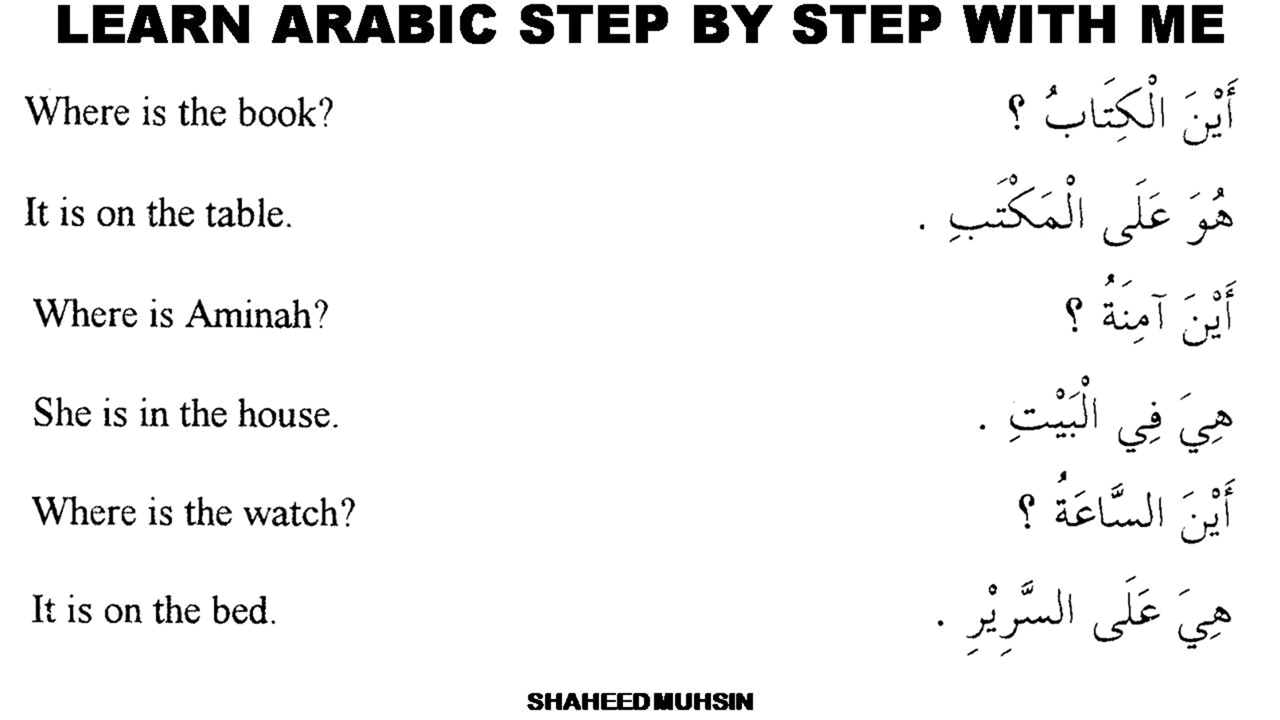 LEARN ARABIC STEP BY STEP WITH ME
Where is the book? أَيْنَ الْكِتَابُ ؟
It is on the table. هُوَ عَلَى الْمَكْتَبِ .
Where is Aminah? أَيْنَ آمِنَةُ ؟
She is in the house. هِيَ فِي الْبَيْتِ .
Where is the watch? أَيْنَ السَّاعَةُ ؟
It is on the bed. هِيَ عَلَى السَّرِيْرِ .
SHAHEED MUHSIN